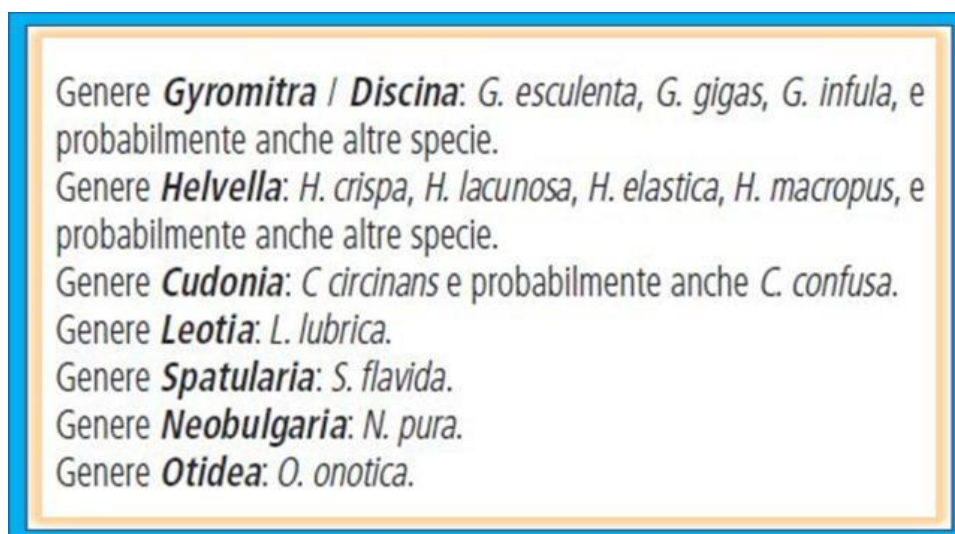 Genere Gyromitra / Discina: G. esculenta, G. gigas, G. infula, e
probabilmente anche altre specie.
Genere Helvella: H. crispa, H. lacunosa, H. elastica, H. macropus, e
probabilmente anche altre specie.
Genere Cudonia: C circinans e probabilmente anche C. confusa.
Genere Leotia: L. lubrica.
Genere Spatularia: S. flavida.
Genere Neobulgaria: N. pura.
Genere Otidea: O. onotica.